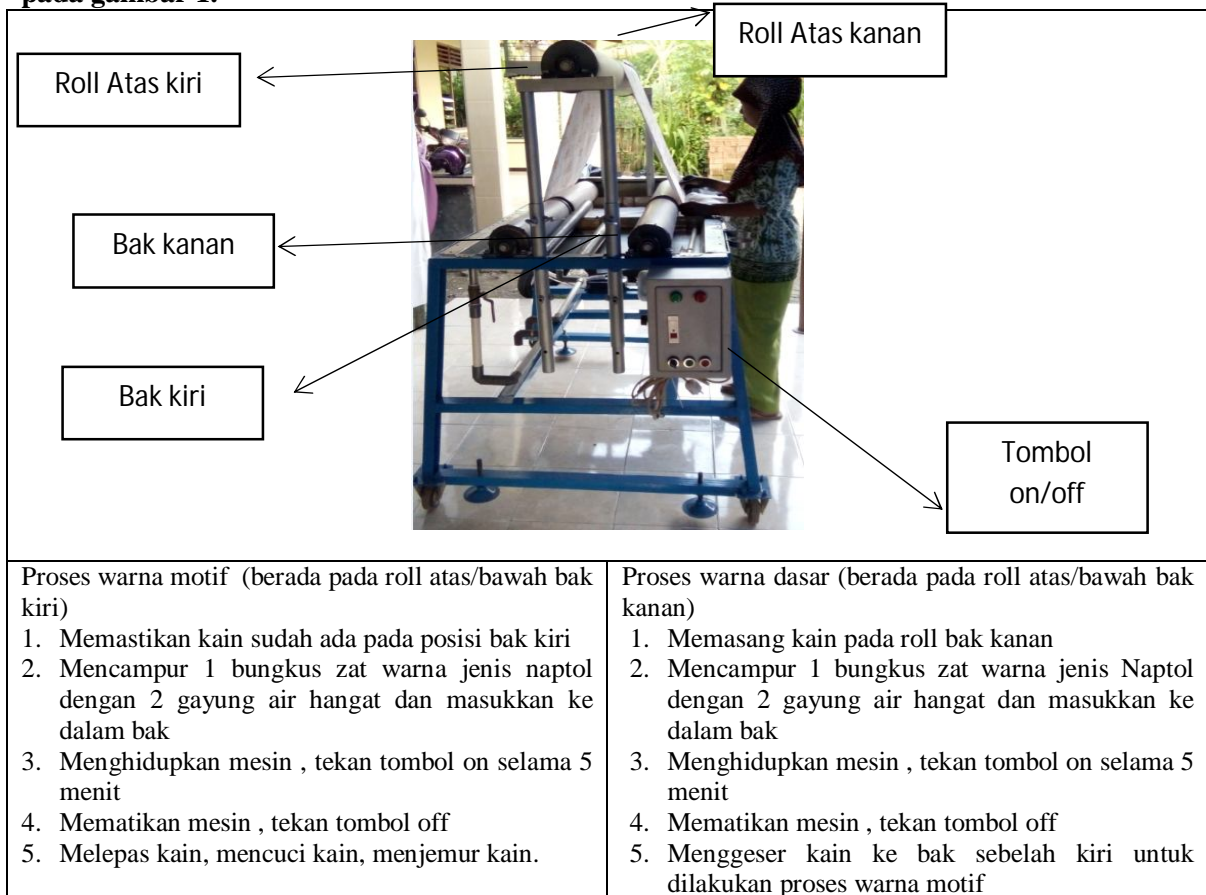 pada gambar 1.
Roll Atas kanan
Roll Atas kiri
Bak kanan
Bak kiri
Tombol
on/off
Proses warna motif (berada pada roll atas/bawah bak
kiri)
1. Memastikan kain sudah ada pada posisi bak kiri
2. Mencampur 1 bungkus zat warna jenis naptol
dengan 2 gayung air hangat dan masukkan ke
dalam bak
3. Menghidupkan mesin , tekan tombol on selama 5
menit
4. Mematikan mesin , tekan tombol off
5. Melepas kain, mencuci kain, menjemur kain.
Proses warna dasar (berada pada roll atas/bawah bak
kanan)
1. Memasang kain pada roll bak kanan
2. Mencampur 1 bungkus zat warna jenis Naptol
dengan 2 gayung air hangat dan masukkan ke
dalam bak
3. Menghidupkan mesin , tekan tombol on selama 5
menit
4. Mematikan mesin , tekan tombol off
5. Menggeser kain ke bak sebelah kiri untuk
dilakukan proses warna motif